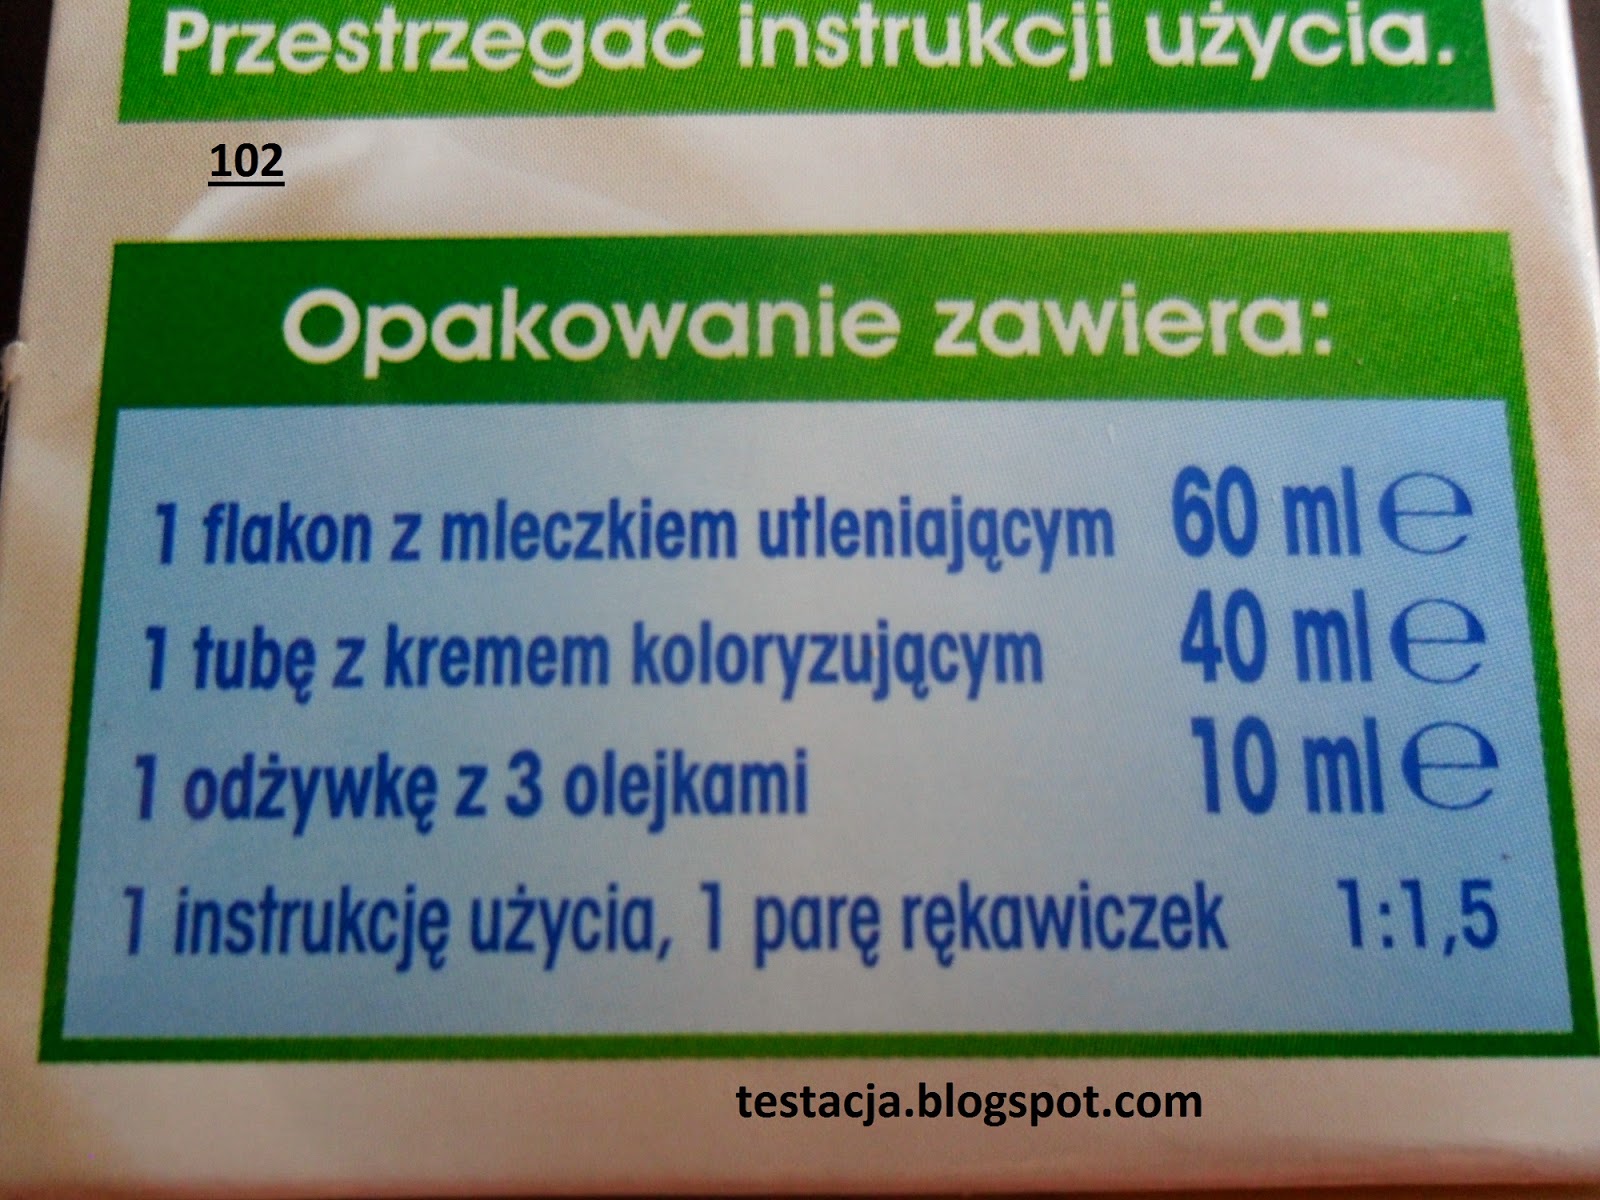 Przestrzegać instrukcji użycia.
102
Opakowanie zawiera:
1 flakon z mleczkiem utleniającym 60 ml ℮
1 tubę z kremem koloryzującym 40 ml ℮
1 odżywkę z 3 olejkami 10 ml ℮
1 instrukcję użycia, 1 parę rękawiczek 1:1,5
testacja.blogspot.com